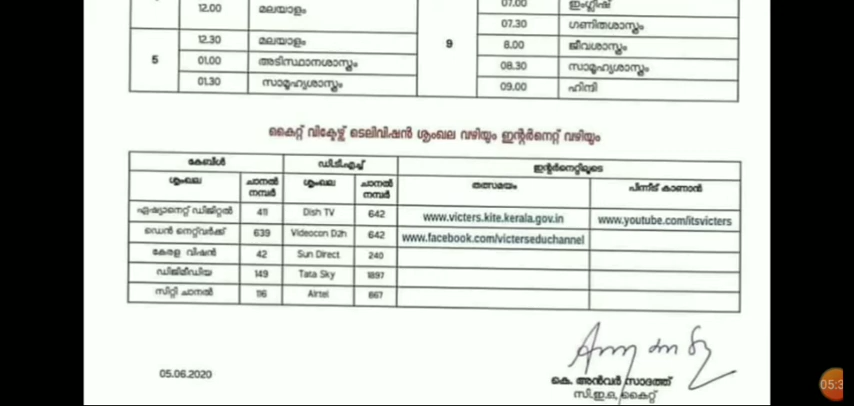 12.00 മലയാളം 07.00 ഇംഗ്ലീഷ്
07.30 ഗണിതശാസ്ത്രം
5 12.30 മലയാളം 9 8.00 ജീവശാസ്ത്രം
01.00 അടിസ്ഥാനശാസ്ത്രം 08.30 സാമൂഹ്യശാസ്ത്രം
01.30 സാമൂഹ്യശാസ്ത്രം 09.00 ഹിന്ദി
കൈറ്റ് വിക്ടേഴ്സ് ടെലിവിഷൻ ശൃംഖല വഴിയും ഇന്റർനെറ്റ് വഴിയും
കേബിൾ ഡി.ടി.എച്ച് ഇന്റർനെറ്റിലൂടെ
ശൃംഖല ചാനൽ നമ്പർ ശൃംഖല ചാനൽ നമ്പർ തത്സമയം പിന്നീട് കാണാൻ
ഏഷ്യാനെറ്റ് ഡിജിറ്റൽ 411 Dish TV 642 www.victers.kite.kerala.gov.in www.youtube.com/itsvicters
ഡെൻ നെറ്റ്‌വർക്ക് 639 Videocon D2h 642 www.facebook.com/victerseduchannel
കേരള വിഷൻ 42 Sun Direct 240
ഡിജിമീഡിയ 149 Tata Sky 1897
സിറ്റി ചാനൽ 116 Airtel 867
05.06.2020
കെ. അൻവർ സാദത്ത്
സി.ഇ.ഒ, കൈറ്റ്